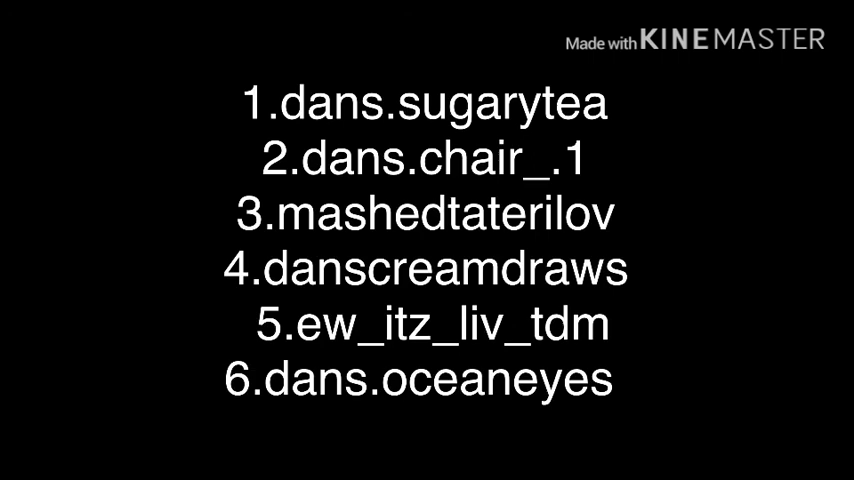 Made with KINEMASTER
1.dans.sugarytea
2.dans.chair_.1
3.mashedtaterilov
4.danscreamdraws
5.ew_itz_liv_tdm
6.dans.oceaneyes